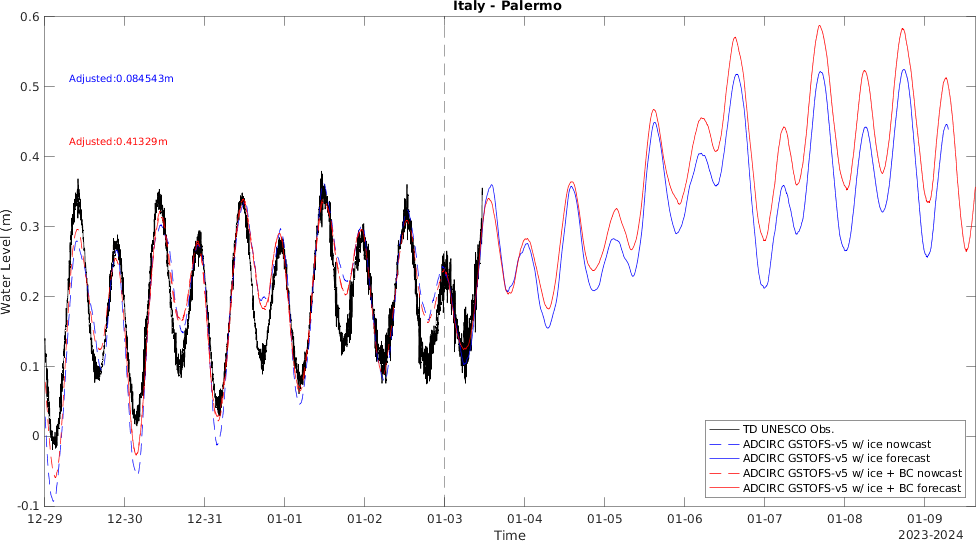 Italy - Palermo
0.6
0.5
0.4
0.3
0.2
0.1
0
-0.1
Water Level (m)
Adjusted:0.084543m
Adjusted:0.41329m
TD UNESCO Obs.
ADCIRC GSTOFS-v5 w/ ice nowcast
ADCIRC GSTOFS-v5 w/ ice forecast
ADCIRC GSTOFS-v5 w/ ice + BC nowcast
ADCIRC GSTOFS-v5 w/ ice + BC forecast
12-29 12-30 12-31 01-01 01-02 01-03 01-04 01-05 01-06 01-07 01-08 01-09
Time
2023-2024